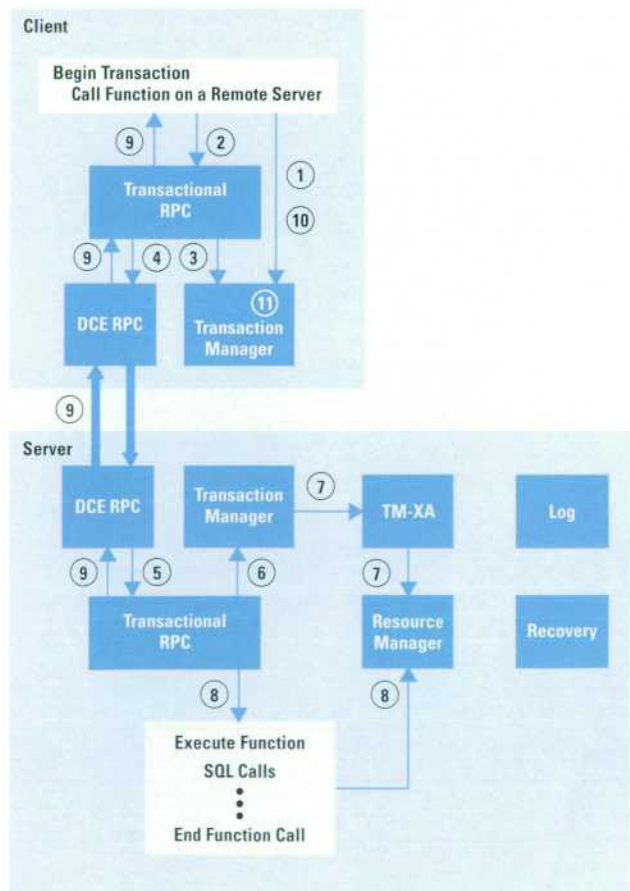 Client
Begin Transaction
Call Function on a Remote Server
9
2
1
Transactional
RPC
10
9
4
3
DCE RPC
11
Transaction
Manager
9
Server
DCE RPC
Transaction
Manager
7
TM-XA
Log
9
5
6
7
Transactional
RPC
Resource
Manager
Recovery
8
8
Execute Function
SQL Calls
End Function Call